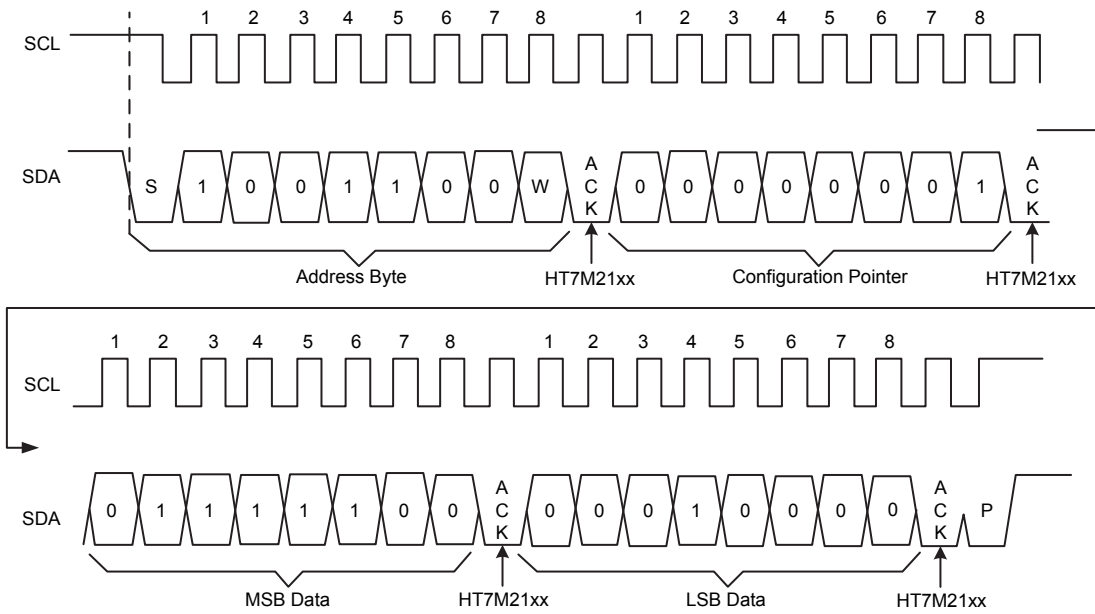 1 2 3 4 5 6 7 8 1 2 3 4 5 6 7 8
SCL
SDA S 1 0 0 1 1 0 0 W ACK 0 0 0 0 0 0 0 1 ACK
Address Byte HT7M21xx Configuration Pointer HT7M21xx
1 2 3 4 5 6 7 8 1 2 3 4 5 6 7 8
SCL
SDA 0 1 1 1 1 1 0 0 ACK 0 0 0 1 0 0 0 0 ACK P
MSB Data HT7M21xx LSB Data HT7M21xx